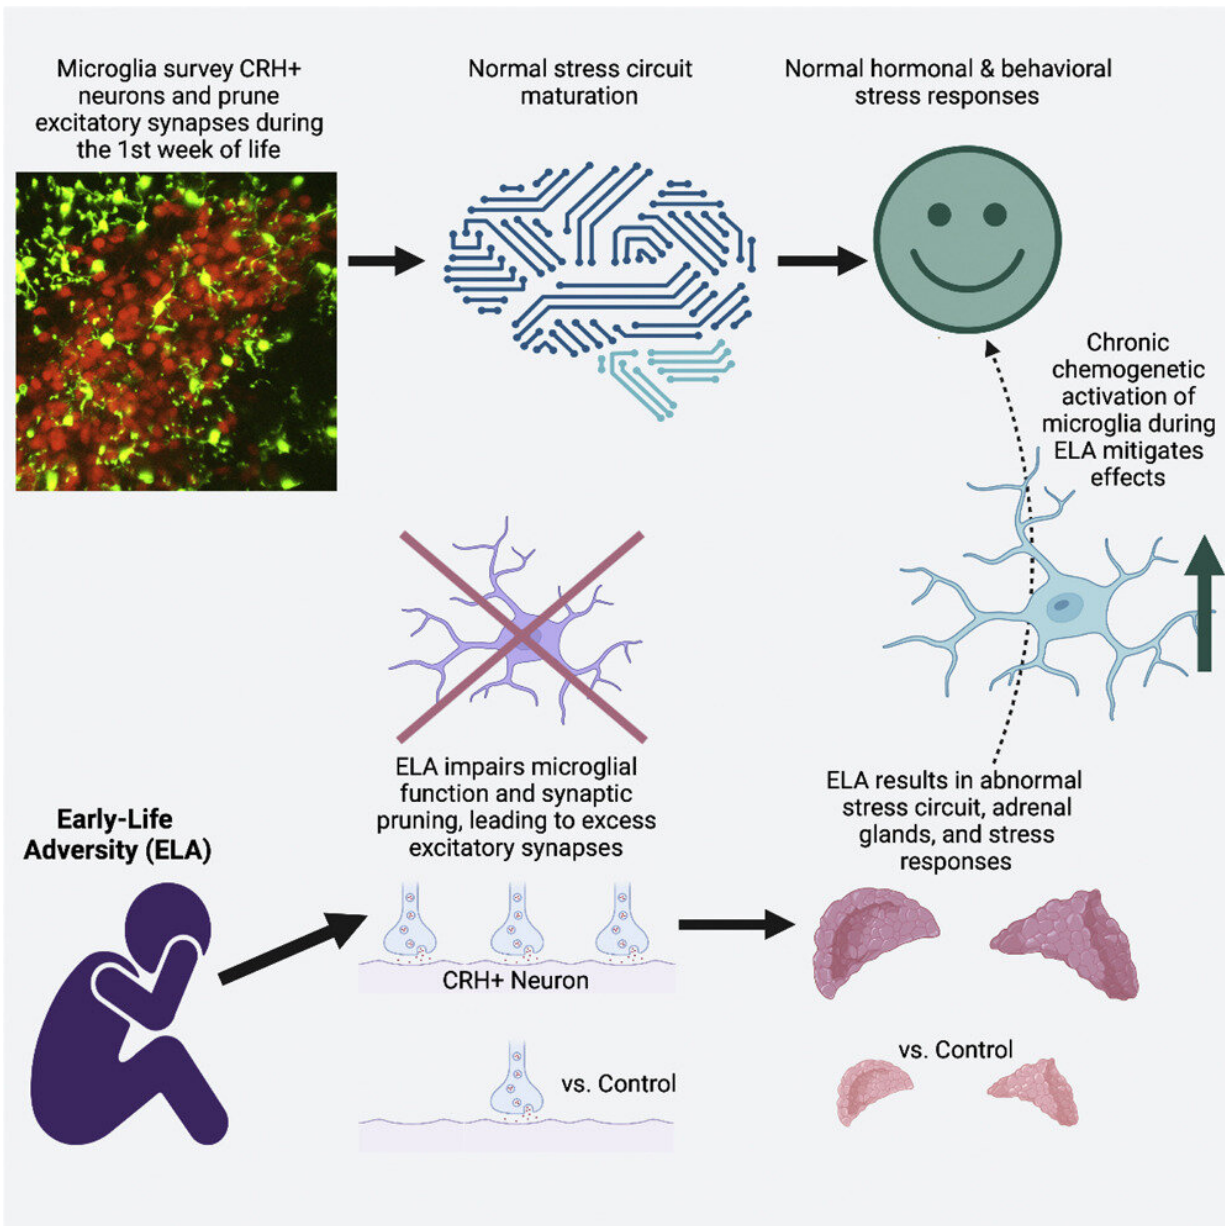 Microglia survey CRH+
neurons and prune
excitatory synapses during
the 1st week of life
Normal stress circuit
maturation
Normal hormonal & behavioral
stress responses
Chronic
chemogenetic
activation of
microglia during
ELA mitigates
effects
Early-Life
Adversity (ELA)
ELA impairs microglial
function and synaptic
pruning, leading to excess
excitatory synapses
CRH+ Neuron
vs. Control
ELA results in abnormal
stress circuit, adrenal
glands, and stress
responses
vs. Control